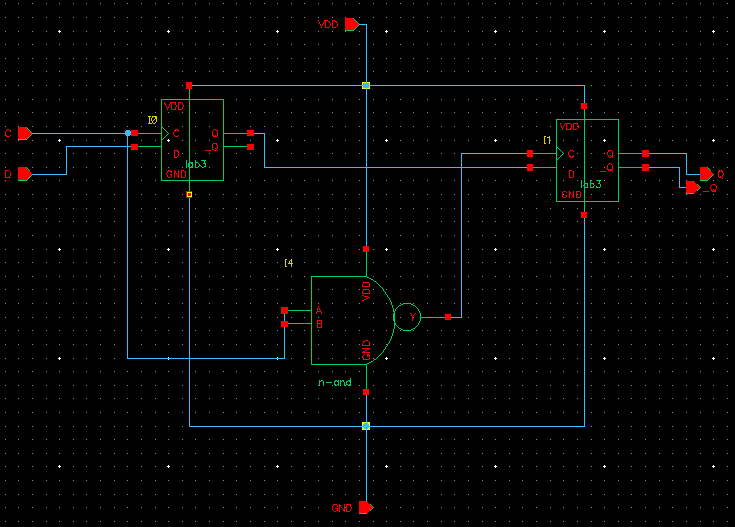 VDD
I0
VDD
C
C
Q
D
_Q
lab3
D
GND
I1
VDD
C
Q
D
_Q
lab3
GND
Q
_Q
I4
VDD
A
B
Y
GND
n-and
GND